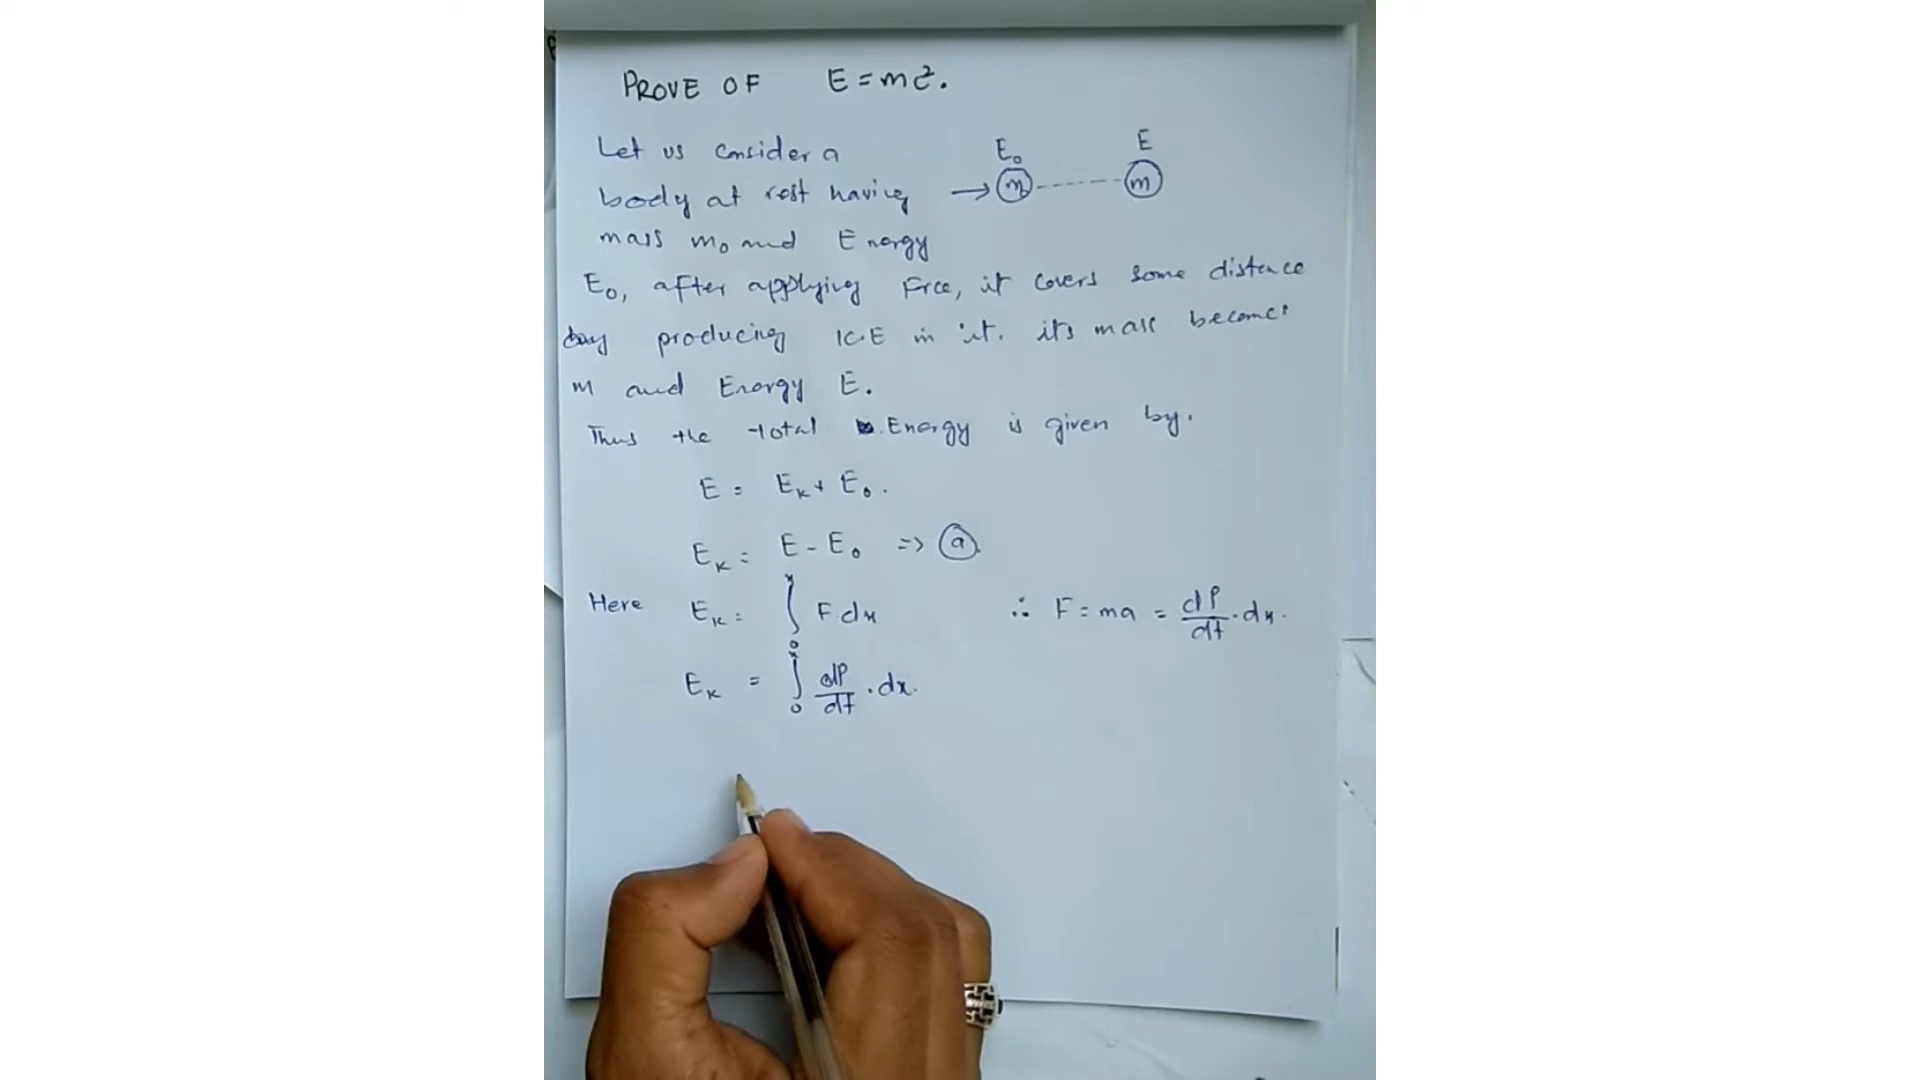 PROVE OF E = mc².
Let us consider a
E₀ E
body at rest having → m m
mass m₀ and Energy
E₀, after applying Frce, it covers some distence
by producing K.E in it. its mass becomes
m and Energy E.
Thus the total Energy is given by.
E = Eₖ + E₀.
Eₖ = E - E₀ => ⓐ.
Here Eₖ = ∫₀ˣ F.dx ∴ F = ma = dP/dt . dx.
Eₖ = ∫₀ˣ dP/dt . dx.